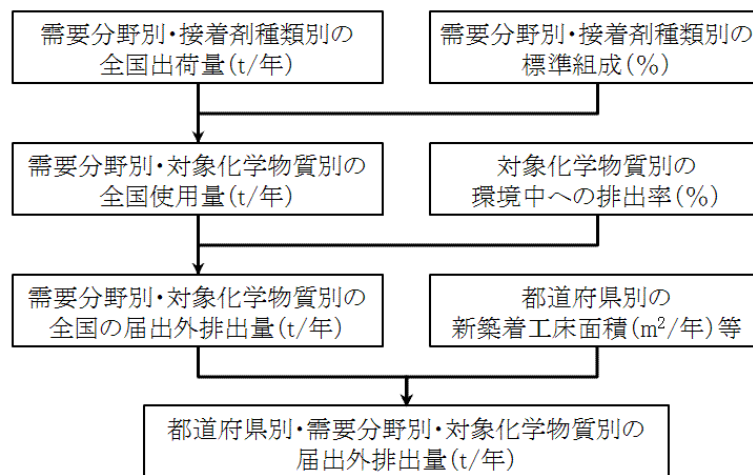 需要分野別・接着剤種類別の
全国出荷量(t/年)
需要分野別・接着剤種類別の
標準組成(%)
需要分野別・対象化学物質別の
全国使用量(t/年)
対象化学物質別の
環境中への排出率(%)
需要分野別・対象化学物質別の
全国の届出外排出量(t/年)
都道府県別の
新築着工床面積(m²/年)等
都道府県別・需要分野別・対象化学物質別の
届出外排出量(t/年)